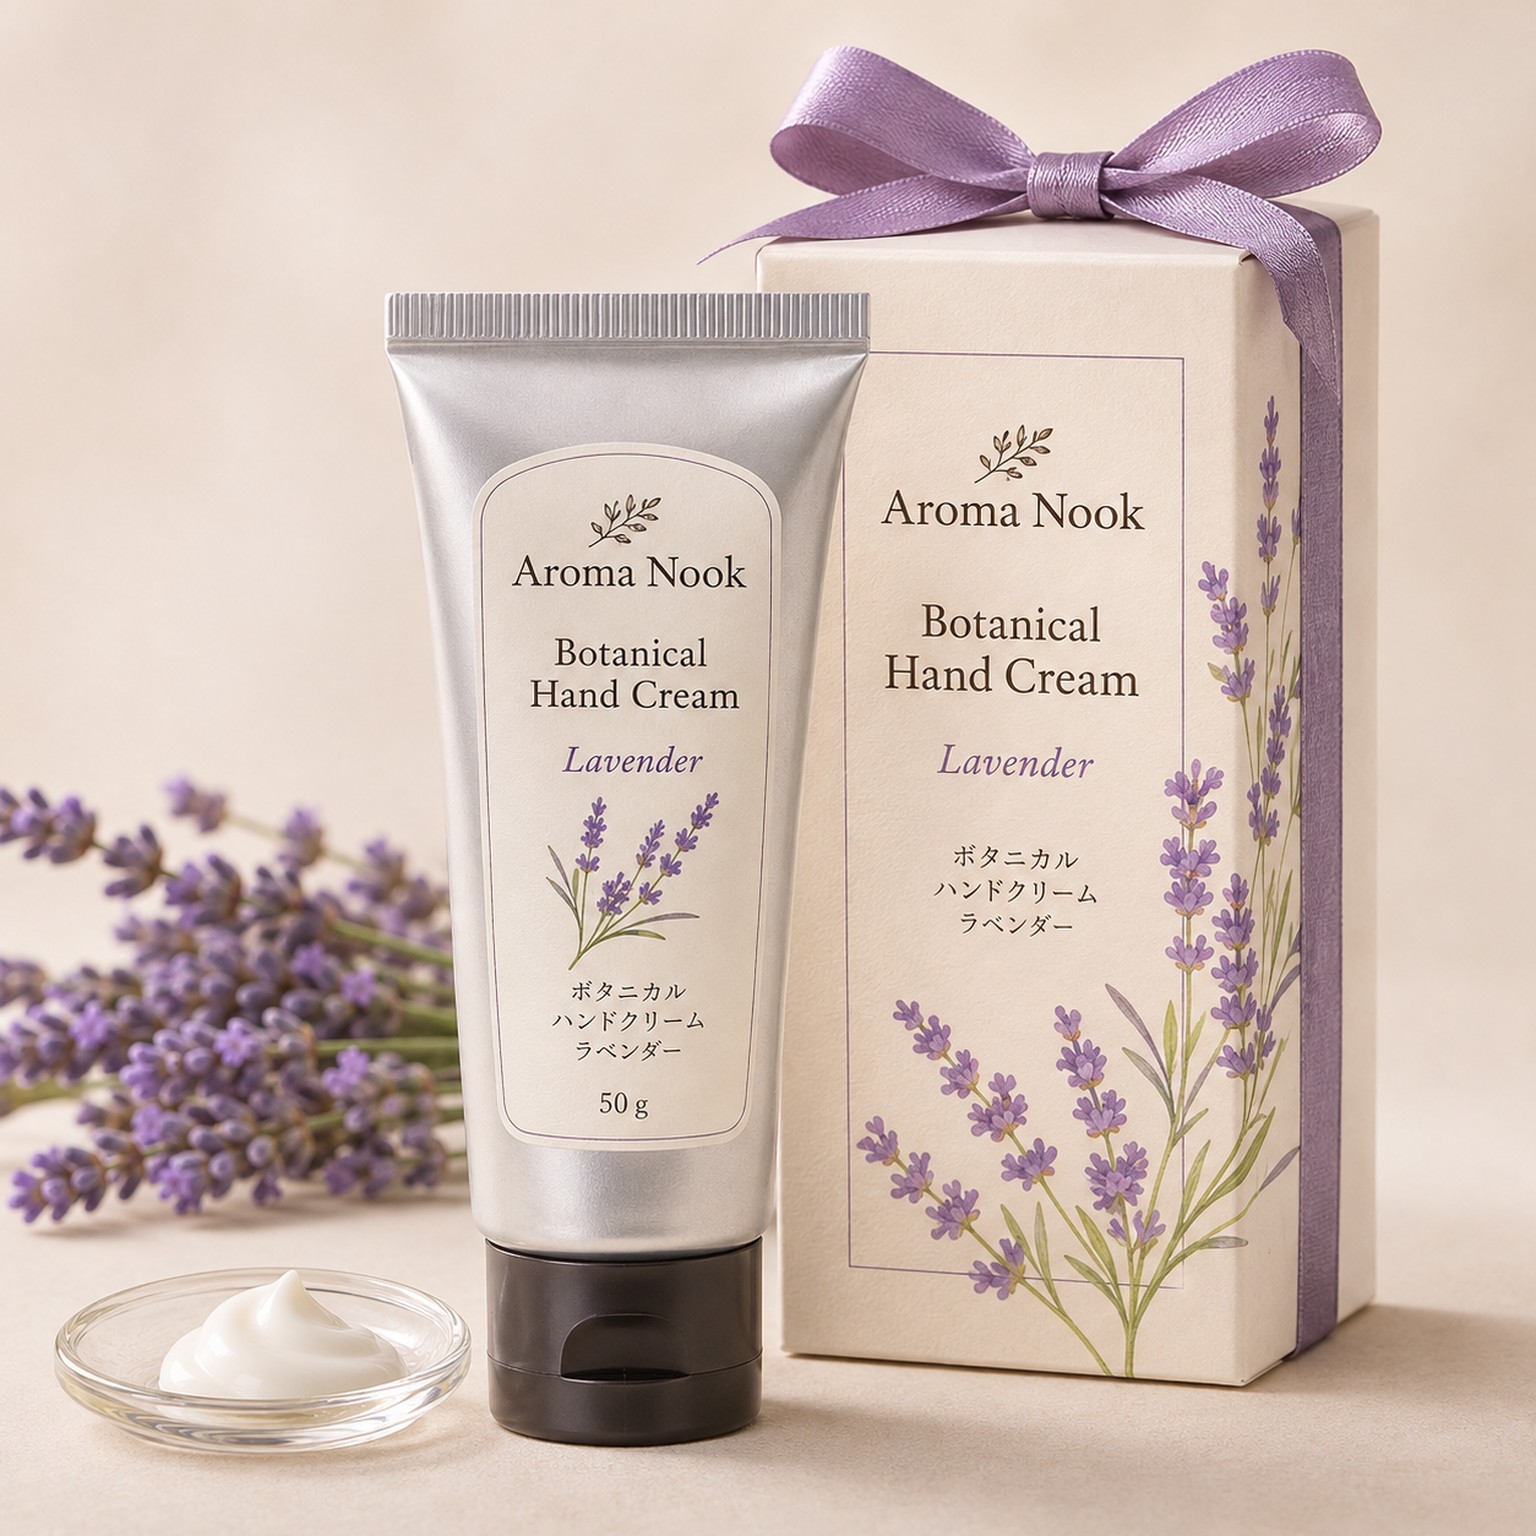 Aroma Nook
Botanical
Hand Cream
Lavender
ボタニカル
ハンドクリーム
ラベンダー
50 g
Aroma Nook
Botanical
Hand Cream
Lavender
ボタニカル
ハンドクリーム
ラベンダー